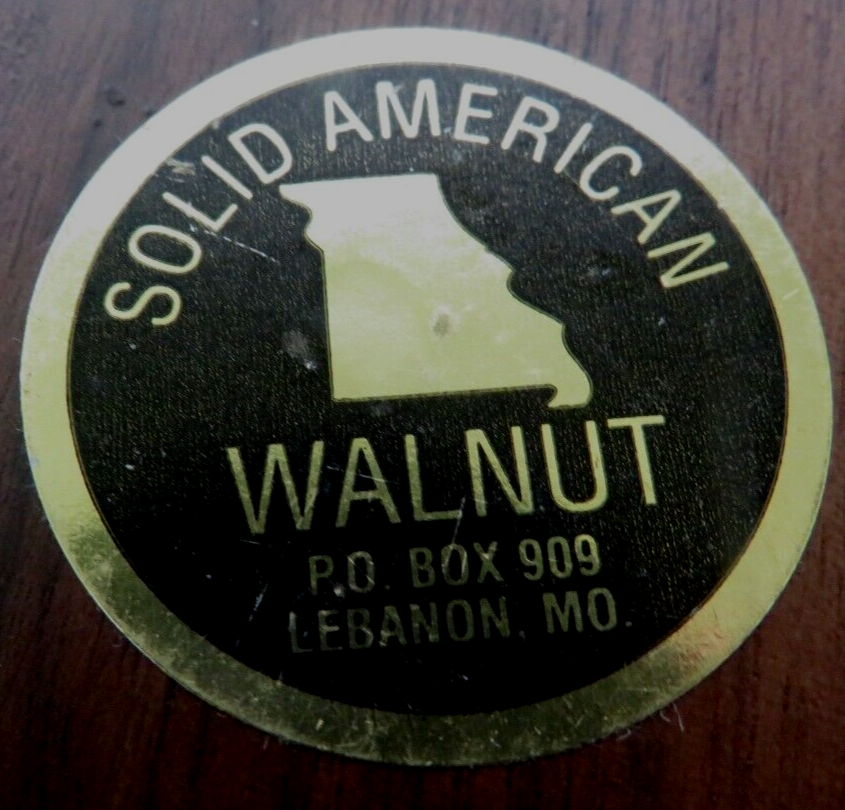 SOLID AMERICAN
WALNUT
P.O. BOX 909
LEBANON, MO.